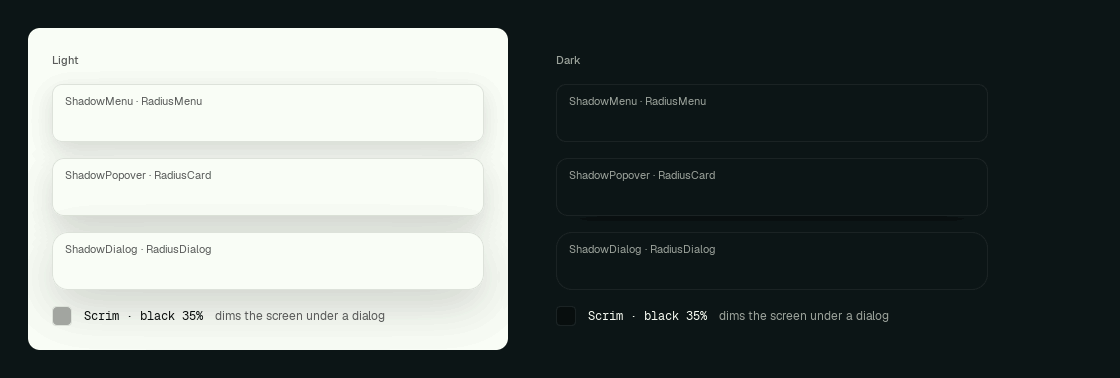 Light
ShadowMenu · RadiusMenu
ShadowPopover · RadiusCard
ShadowDialog · RadiusDialog
Scrim · black 35% dims the screen under a dialog
Dark
ShadowMenu · RadiusMenu
ShadowPopover · RadiusCard
ShadowDialog · RadiusDialog
Scrim · black 35% dims the screen under a dialog